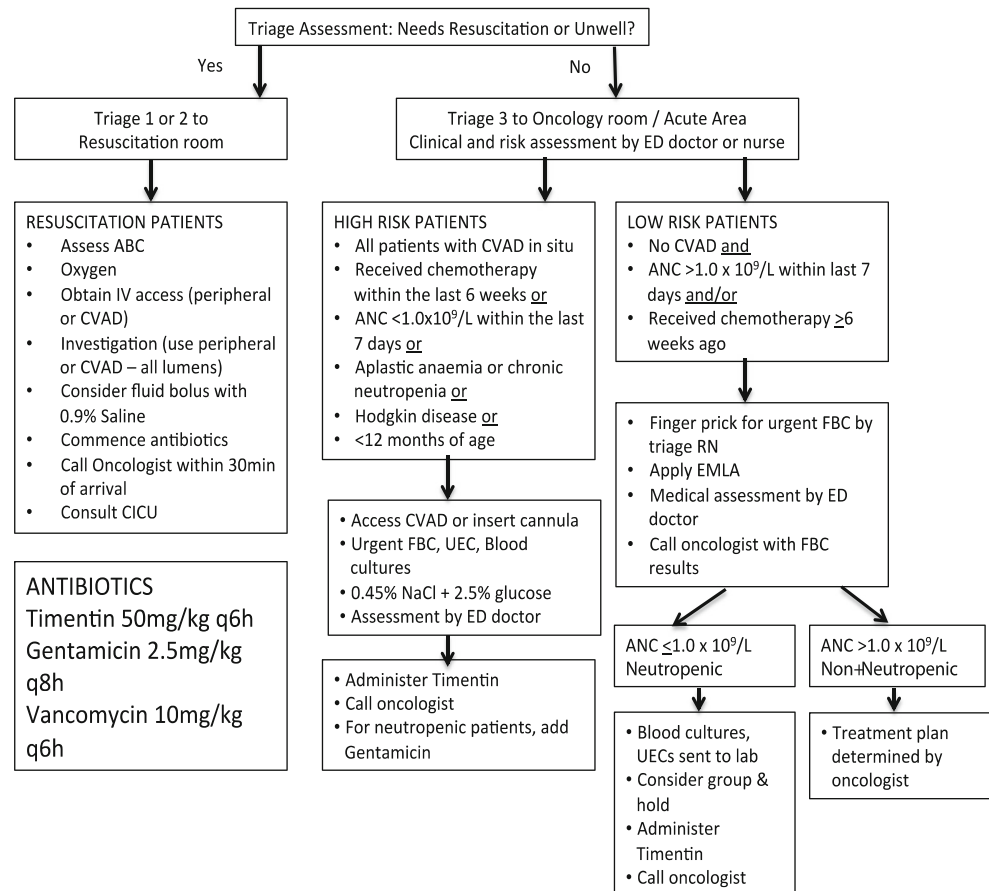 Triage Assessment: Needs Resuscitation or Unwell?
Yes
No
Triage 1 or 2 to
Resuscitation room
Triage 3 to Oncology room / Acute Area
Clinical and risk assessment by ED doctor or nurse
RESUSCITATION PATIENTS
• Assess ABC
• Oxygen
• Obtain IV access (peripheral
or CVAD)
• Investigation (use peripheral
or CVAD – all lumens)
• Consider fluid bolus with
0.9% Saline
• Commence antibiotics
• Call Oncologist within 30min
of arrival
• Consult CICU
HIGH RISK PATIENTS
• All patients with CVAD in situ
• Received chemotherapy
within the last 6 weeks or
• ANC <1.0x10⁹/L within the last
7 days or
• Aplastic anaemia or chronic
neutropenia or
• Hodgkin disease or
• <12 months of age
LOW RISK PATIENTS
• No CVAD and
• ANC >1.0 x 10⁹/L within last 7
days and/or
• Received chemotherapy ≥6
weeks ago
• Access CVAD or insert cannula
• Urgent FBC, UEC, Blood
cultures
• 0.45% NaCl + 2.5% glucose
• Assessment by ED doctor
• Finger prick for urgent FBC by
triage RN
• Apply EMLA
• Medical assessment by ED
doctor
• Call oncologist with FBC
results
ANTIBIOTICS
Timentin 50mg/kg q6h
Gentamicin 2.5mg/kg
q8h
Vancomycin 10mg/kg
q6h
• Administer Timentin
• Call oncologist
• For neutropenic patients, add
Gentamicin
ANC ≤1.0 x 10⁹/L
Neutropenic
ANC >1.0 x 10⁹/L
Non+Neutropenic
• Blood cultures,
UECs sent to lab
• Consider group &
hold
• Administer
Timentin
• Call oncologist
• Treatment plan
determined by
oncologist